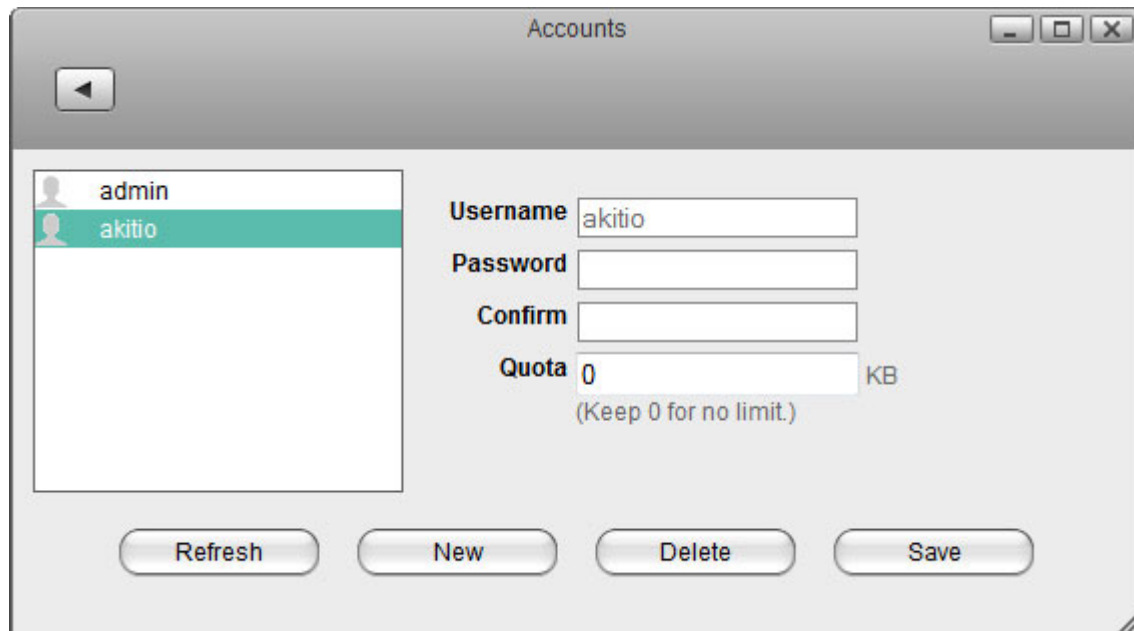 Accounts
admin
akitio
Username akitio
Password
Confirm
Quota 0 KB
(Keep 0 for no limit.)
Refresh New Delete Save